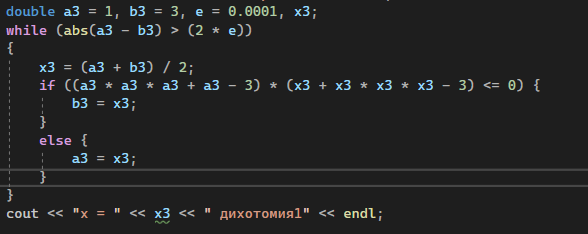 double a3 = 1, b3 = 3, e = 0.0001, x3;
while (abs(a3 - b3) > (2 * e))
{
x3 = (a3 + b3) / 2;
if ((a3 * a3 * a3 + a3 - 3) * (x3 + x3 * x3 * x3 - 3) <= 0) {
b3 = x3;
}
else {
a3 = x3;
}
}
cout << "x = " << x3 << " дихотомия1" << endl;